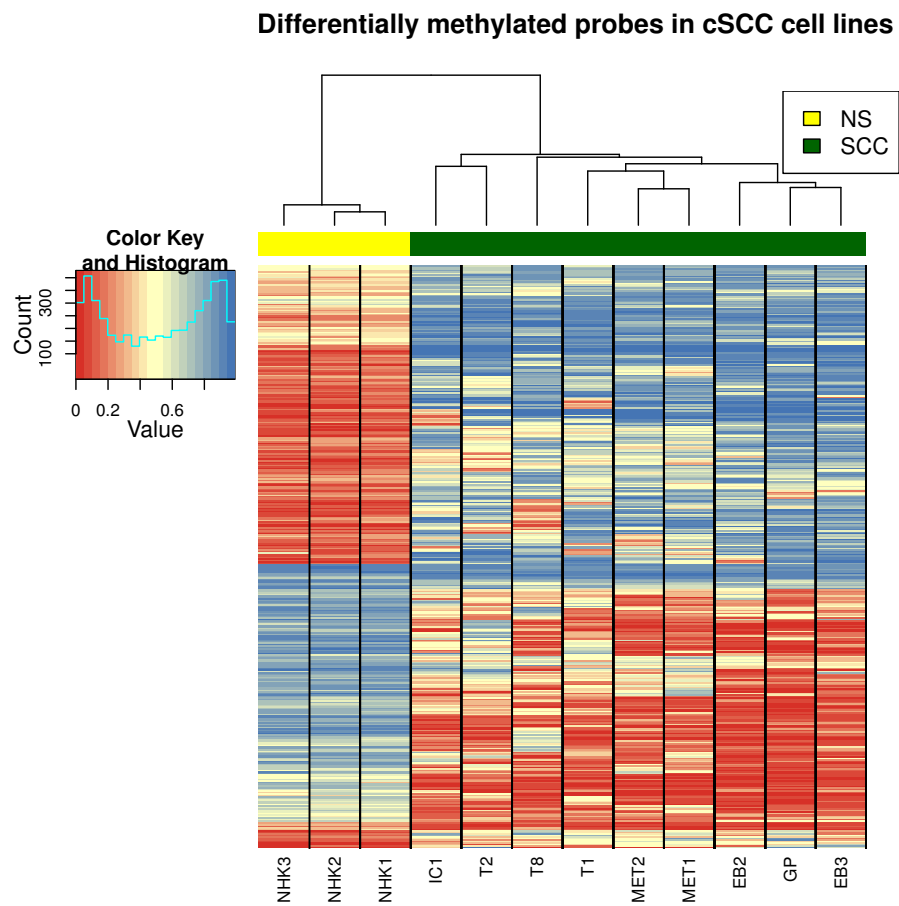 Differentially methylated probes in cSCC cell lines
NS
SCC
Color Key
and Histogram
Count
100 300
0 0.2 0.6
Value
NHK3 NHK2 NHK1 IC1 T2 T8 T1 MET2 MET1 EB2 GP EB3